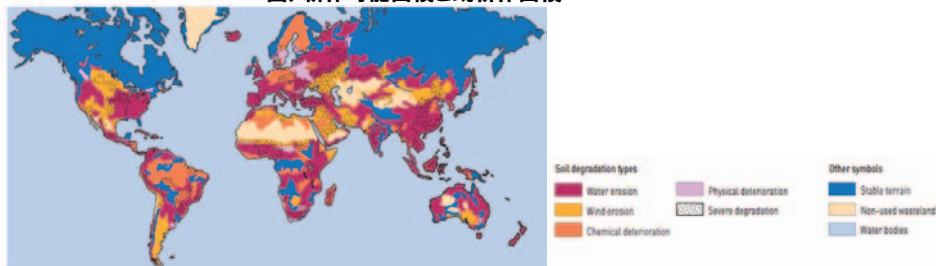 Soil degradation types
Other symbols
Water erosion
Physical deterioration
Stable terrain
Wind erosion
Severe degradation
Non-used wasteland
Chemical deterioration
Water bodies